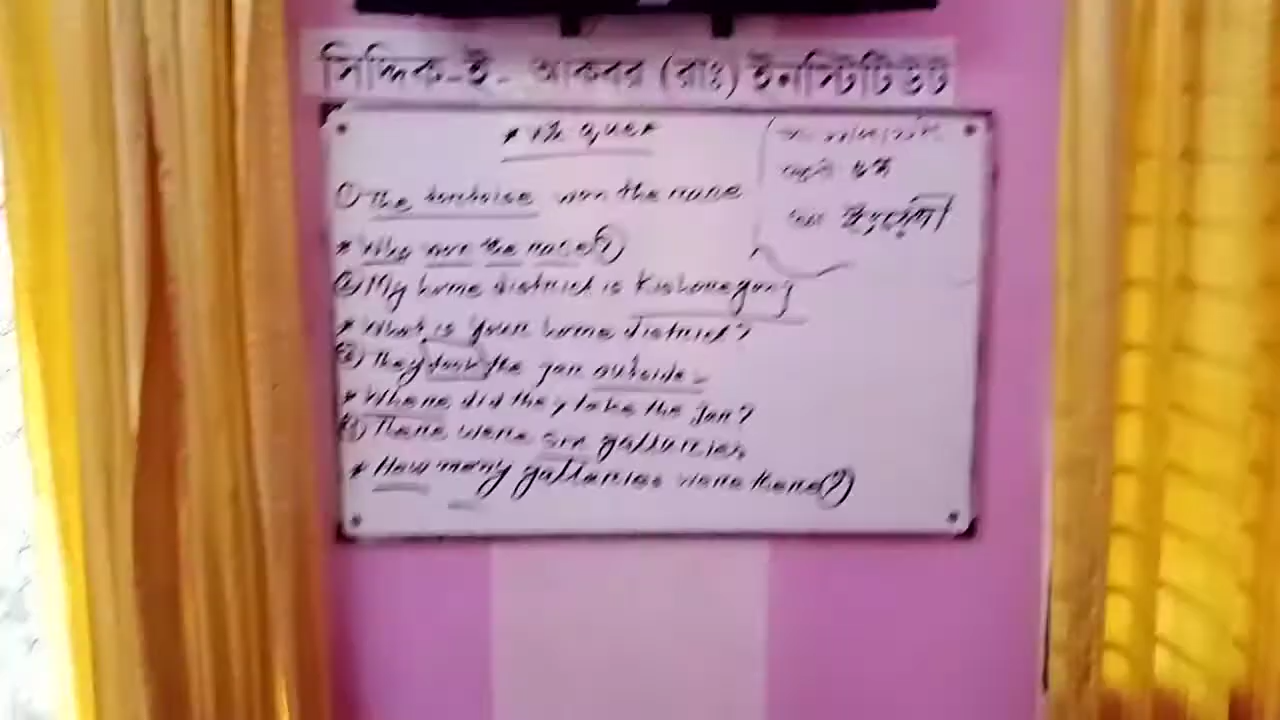 সিদ্দিক-ই- আকবর (রাঃ) ইনস্টিটিউট
* Wh ques *
1) The tortoise won the race
* Who won the race?
2) My home district is Kishoregonj
* What is your home district?
3) They took the jar outside.
* Where did they take the jar?
4) There were six galleries
* How many galleries were there?